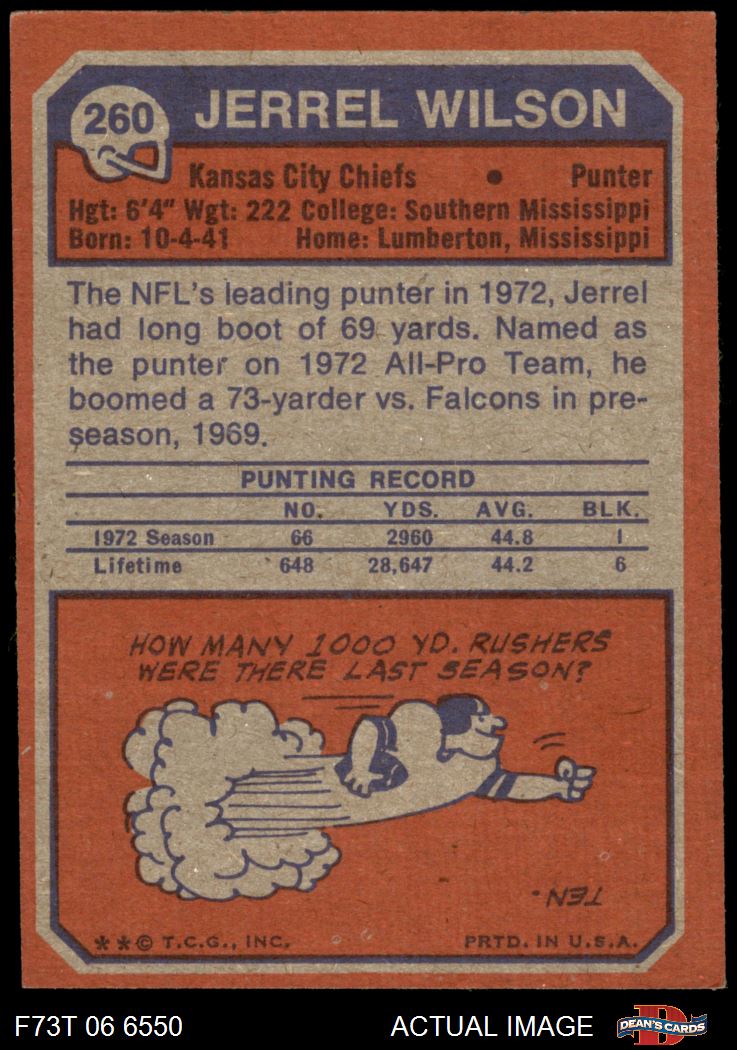 260
JERREL WILSON
Kansas City Chiefs • Punter
Hgt: 6'4" Wgt: 222 College: Southern Mississippi
Born: 10-4-41 Home: Lumberton, Mississippi
The NFL's leading punter in 1972, Jerrel
had long boot of 69 yards. Named as
the punter on 1972 All-Pro Team, he
boomed a 73-yarder vs. Falcons in pre-
season, 1969.
PUNTING RECORD
NO. YDS. AVG. BLK.
1972 Season 66 2960 44.8 1
Lifetime 648 28,647 44.2 6
HOW MANY 1000 YD. RUSHERS
WERE THERE LAST SEASON?
TEN.
**© T.C.G., INC. PRTD. IN U.S.A.
F73T 06 6550 ACTUAL IMAGE
D
DEAN'S CARDS